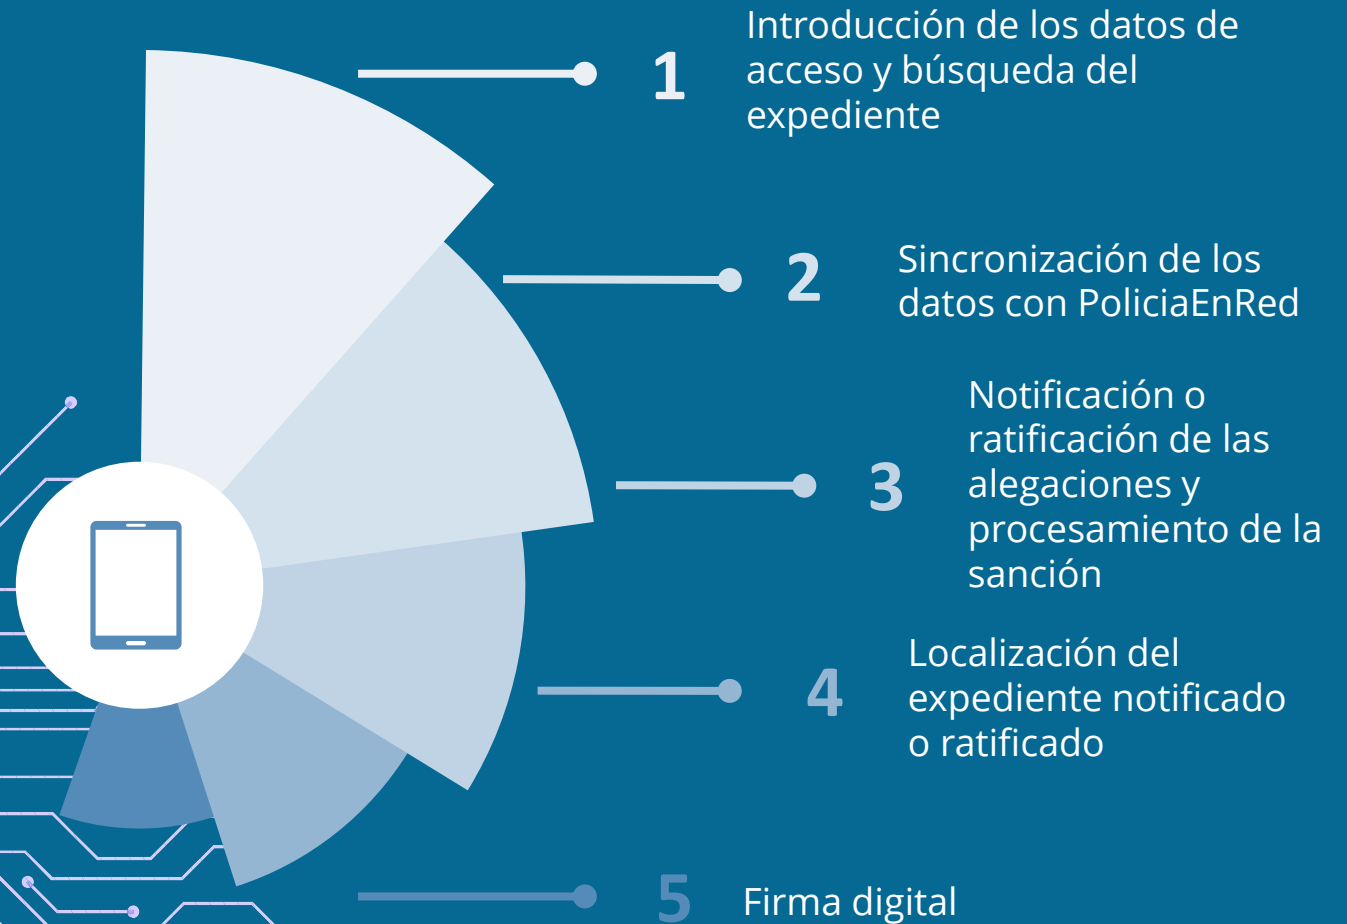 1
Introducción de los datos de
acceso y búsqueda del
expediente
2
Sincronización de los
datos con PoliciaEnRed
3
Notificación o
ratificación de las
alegaciones y
procesamiento de la
sanción
4
Localización del
expediente notificado
o ratificado
5
Firma digital